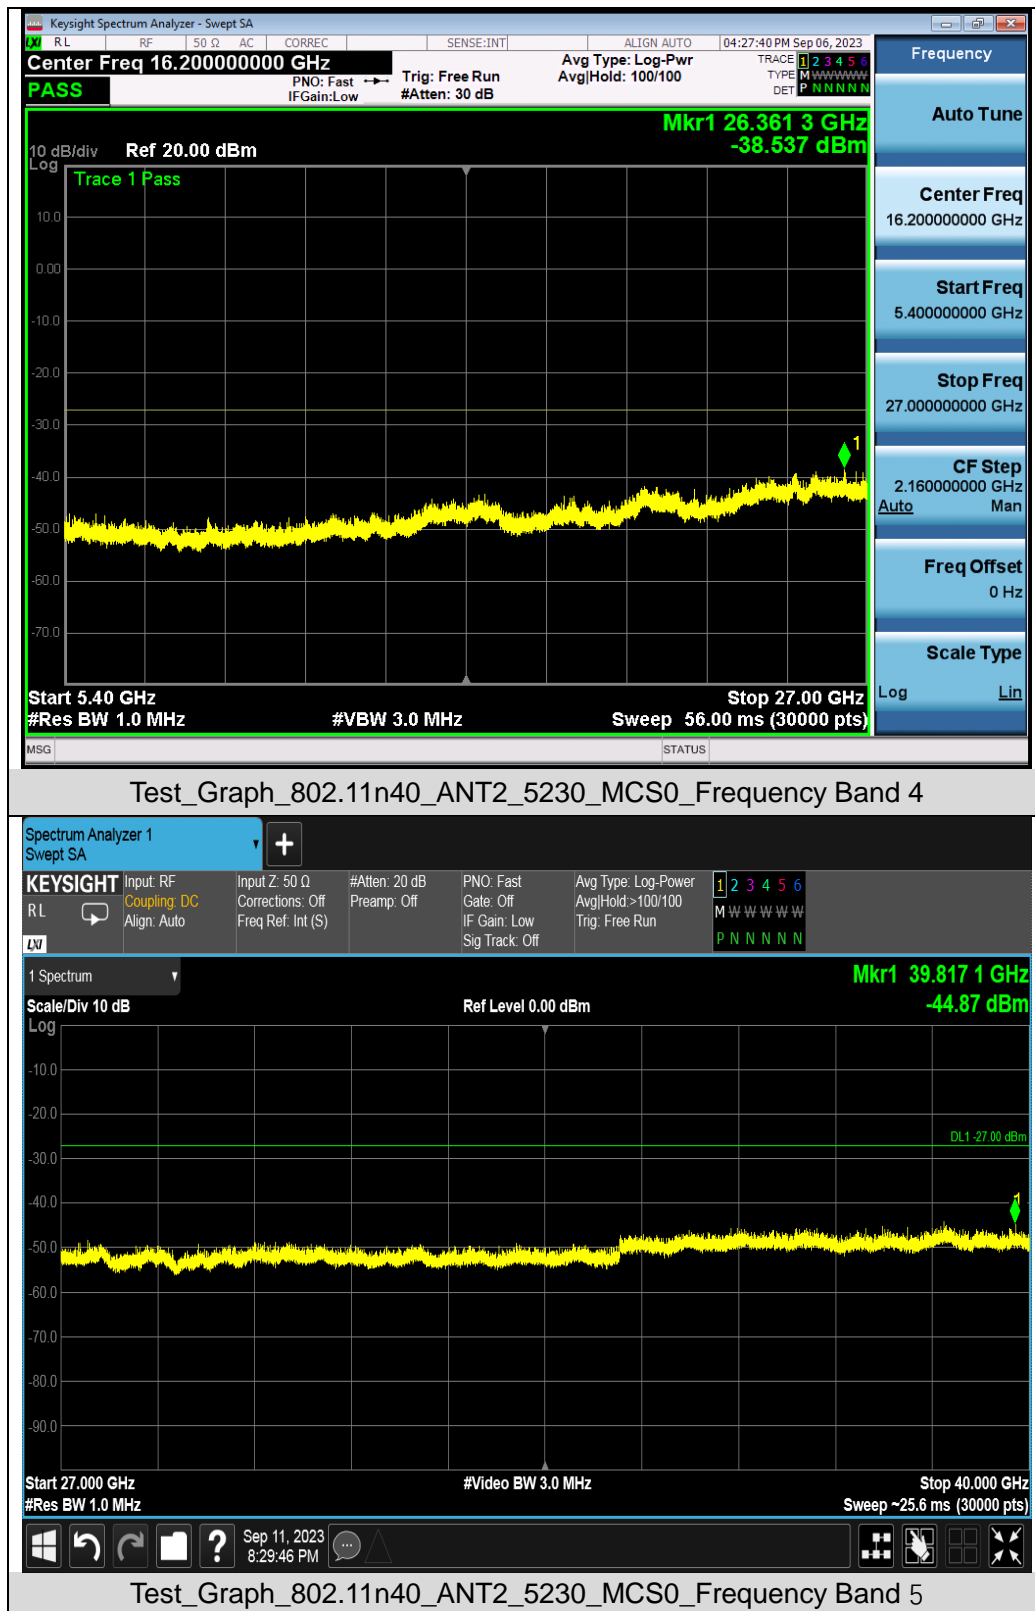 Keysight Spectrum Analyzer - Swept SA
LXI RL RF 50 Ω AC CORREC SENSE:INT ALIGN AUTO 04:27:40 PM Sep 06, 2023
Center Freq 16.200000000 GHz
PNO: Fast
IFGain:Low
Trig: Free Run
#Atten: 30 dB
Avg Type: Log-Pwr
Avg|Hold: 100/100
TRACE 1 2 3 4 5 6
TYPE M W W W W W
DET P N N N N N
PASS
Mkr1 26.361 3 GHz
-38.537 dBm
10 dB/div Ref 20.00 dBm
Log
Trace 1 Pass
10.0
0.00
-10.0
-20.0
-30.0
-40.0
-50.0
-60.0
-70.0
1
Start 5.40 GHz Stop 27.00 GHz
#Res BW 1.0 MHz #VBW 3.0 MHz Sweep 56.00 ms (30000 pts)
MSG STATUS
Frequency
Auto Tune
Center Freq
16.200000000 GHz
Start Freq
5.400000000 GHz
Stop Freq
27.000000000 GHz
CF Step
2.160000000 GHz
Auto Man
Freq Offset
0 Hz
Scale Type
Log Lin
Test_Graph_802.11n40_ANT2_5230_MCS0_Frequency Band 4
Spectrum Analyzer 1
Swept SA
+
KEYSIGHT
RL
LXI
Input: RF
Coupling: DC
Align: Auto
Input Z: 50 Ω
Corrections: Off
Freq Ref: Int (S)
#Atten: 20 dB
Preamp: Off
PNO: Fast
Gate: Off
IF Gain: Low
Sig Track: Off
Avg Type: Log-Power
Avg|Hold:>100/100
Trig: Free Run
1 2 3 4 5 6
M W W W W W
P N N N N N
1 Spectrum
Mkr1 39.817 1 GHz
Scale/Div 10 dB Ref Level 0.00 dBm -44.87 dBm
Log
-10.0
-20.0
DL1 -27.00 dBm
-30.0
-40.0
1
-50.0
-60.0
-70.0
-80.0
-90.0
Start 27.000 GHz #Video BW 3.0 MHz Stop 40.000 GHz
#Res BW 1.0 MHz Sweep ~25.6 ms (30000 pts)
? Sep 11, 2023
8:29:46 PM
Test_Graph_802.11n40_ANT2_5230_MCS0_Frequency Band 5